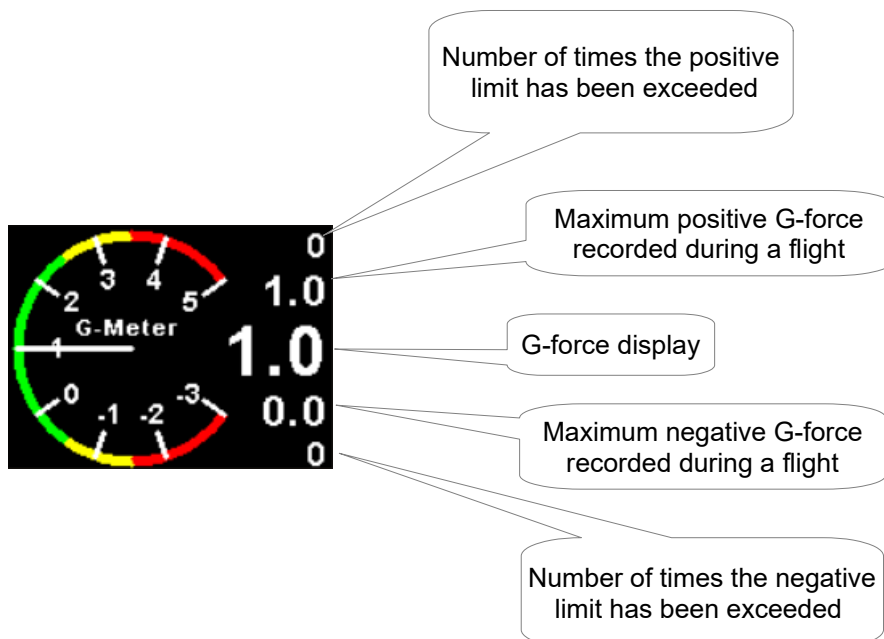 Number of times the positive
limit has been exceeded
Maximum positive G-force
recorded during a flight
0
3
4
1.0
2
5
G-Meter
1
1.0
G-force display
0
-3
0.0
-1
-2
Maximum negative G-force
recorded during a flight
0
Number of times the negative
limit has been exceeded